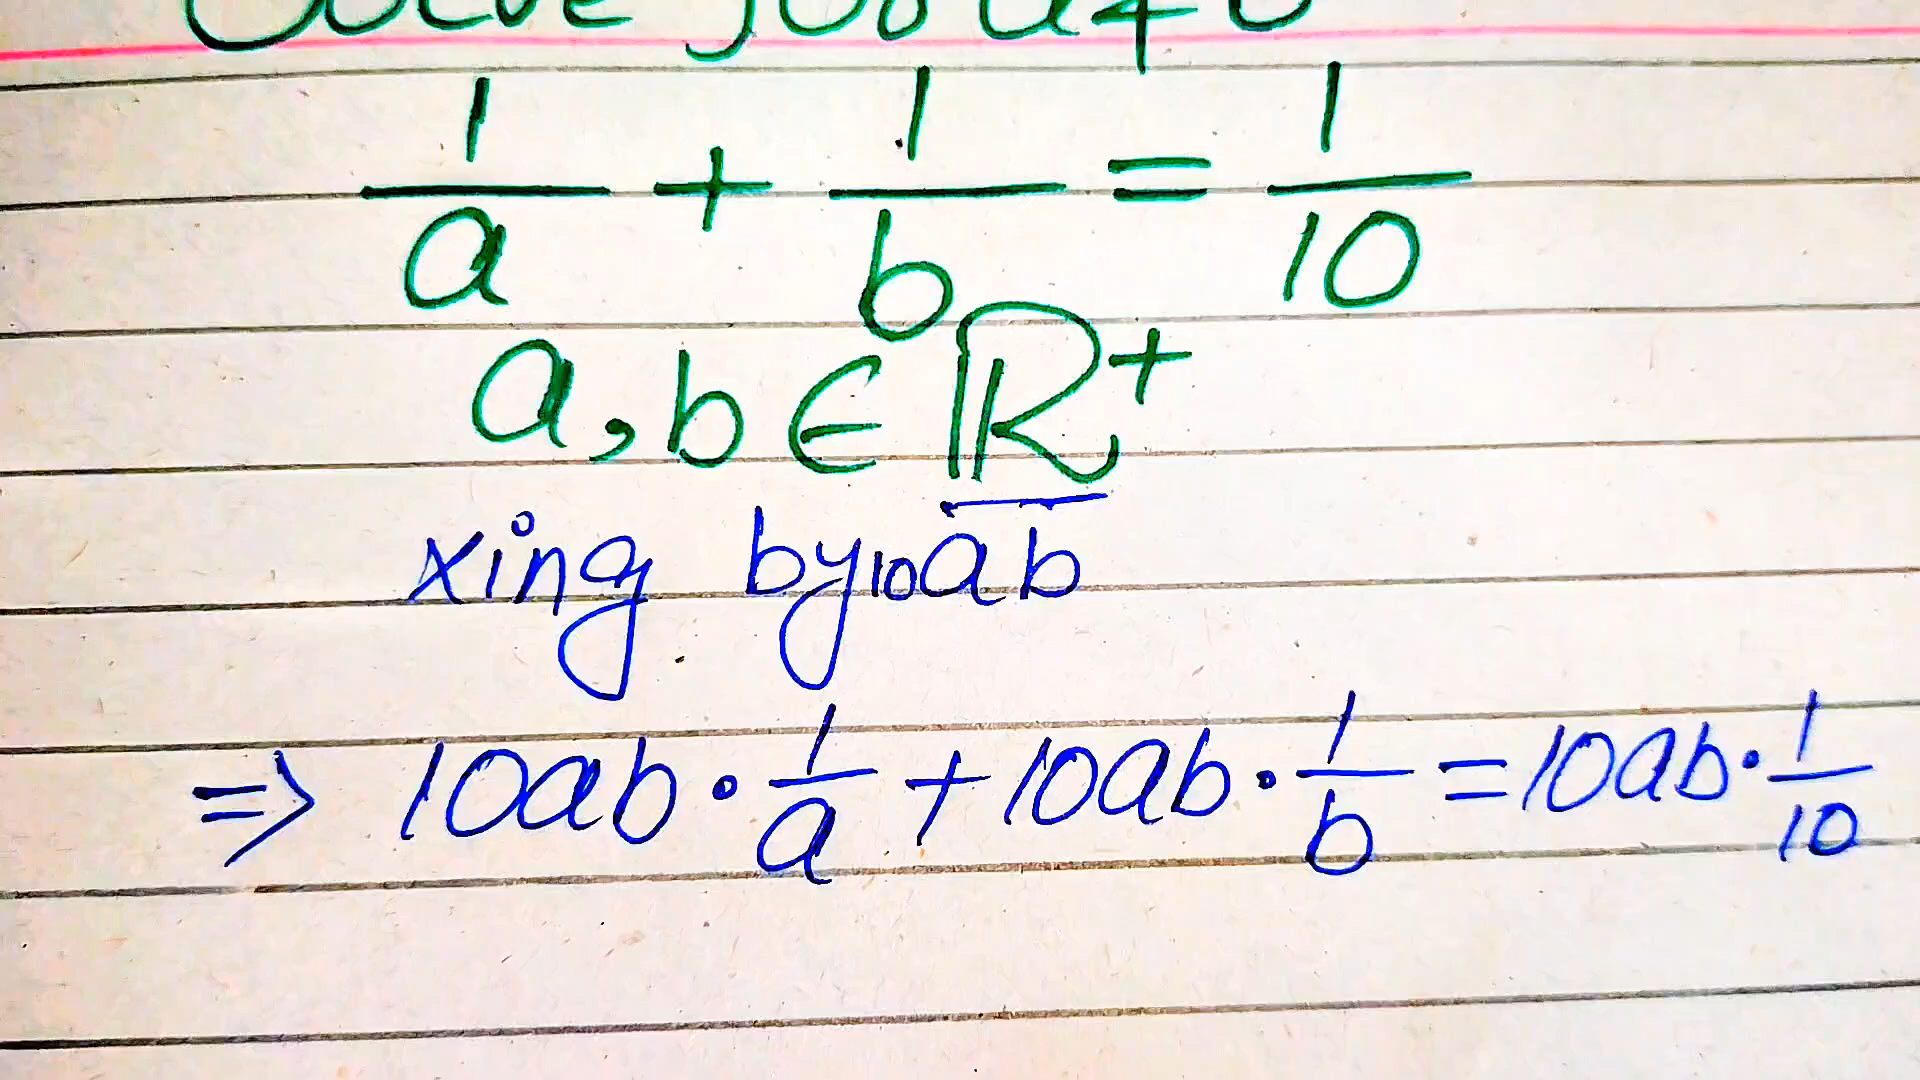 1/a + 1/b = 1/10
a, b ∈ ℝ⁺
xing by 10ab
⇒ 10ab · 1/a + 10ab · 1/b = 10ab · 1/10